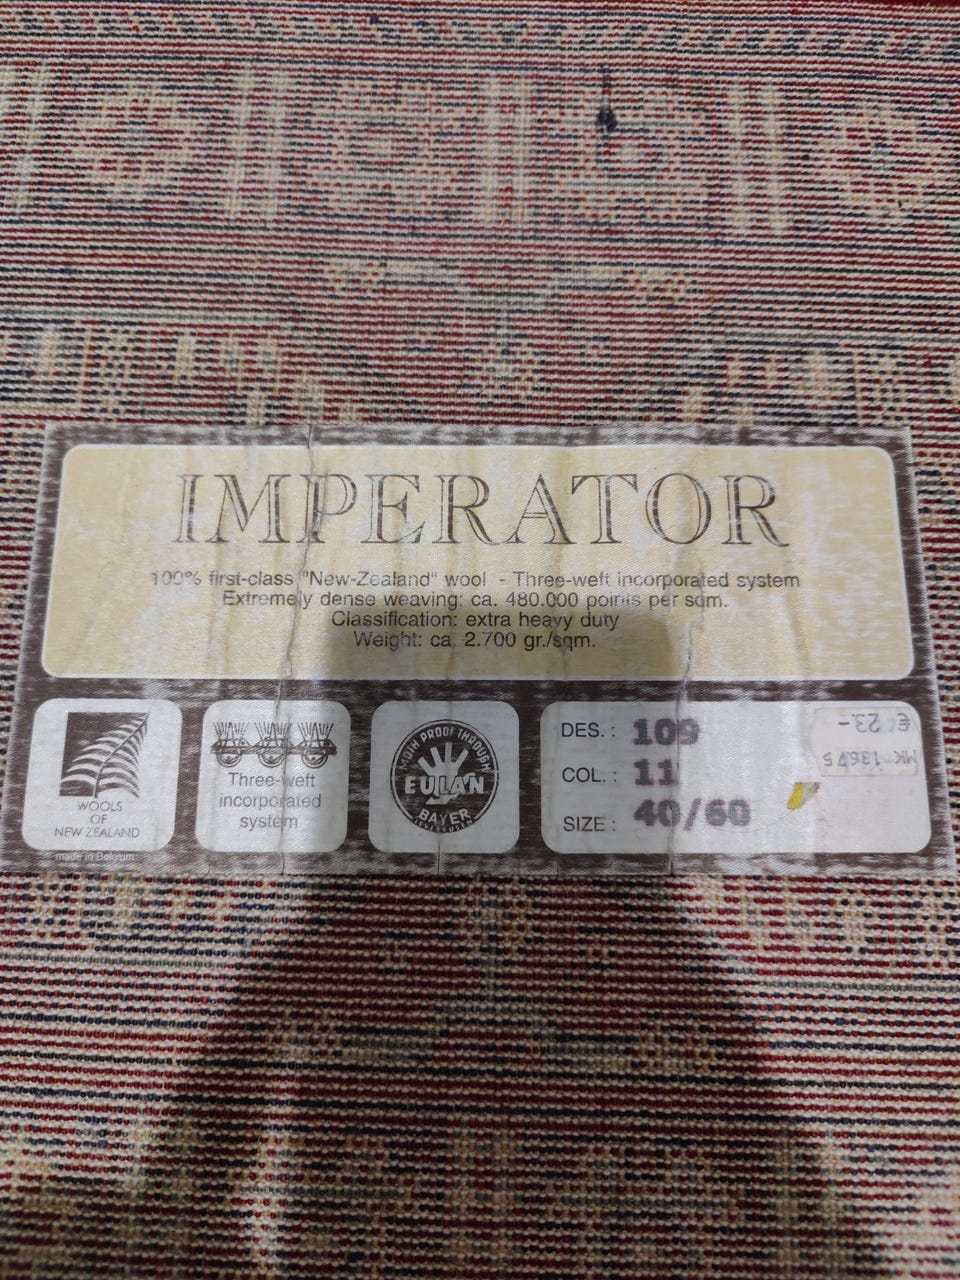 IMPERATOR
100% first-class "New-Zealand" wool - Three-weft incorporated system
Extremely dense weaving: ca. 480.000 points per sqm.
Classification: extra heavy duty
Weight: ca. 2.700 gr./sqm.
WOOLS
OF
NEW ZEALAND
made in Belgium
Three-weft
incorporated
system
MOTH PROOF THROUGH
EULAN
BAYER
LEVERKUSEN
DES. : 109
COL. : 11
SIZE : 40/60
€ 23.-
MK 13675